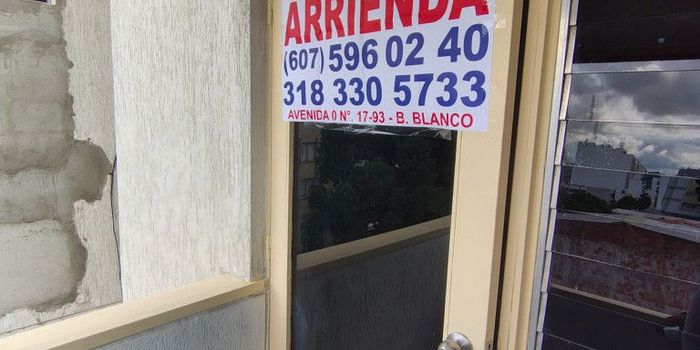 ARRIENDA
(607) 596 02 40
318 330 5733
AVENIDA 0 Nº. 17-93 - B. BLANCO